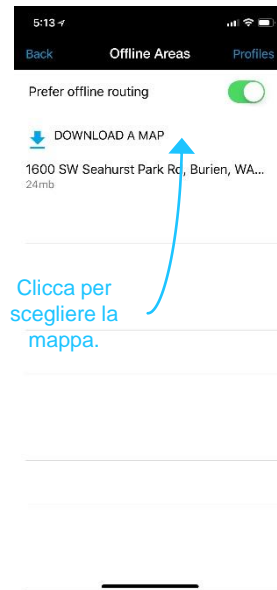 5:13
Back Offline Areas Profiles
Prefer offline routing
DOWNLOAD A MAP
1600 SW Seahurst Park Rd, Burien, WA...
24mb
Clicca per
scegliere la
mappa.